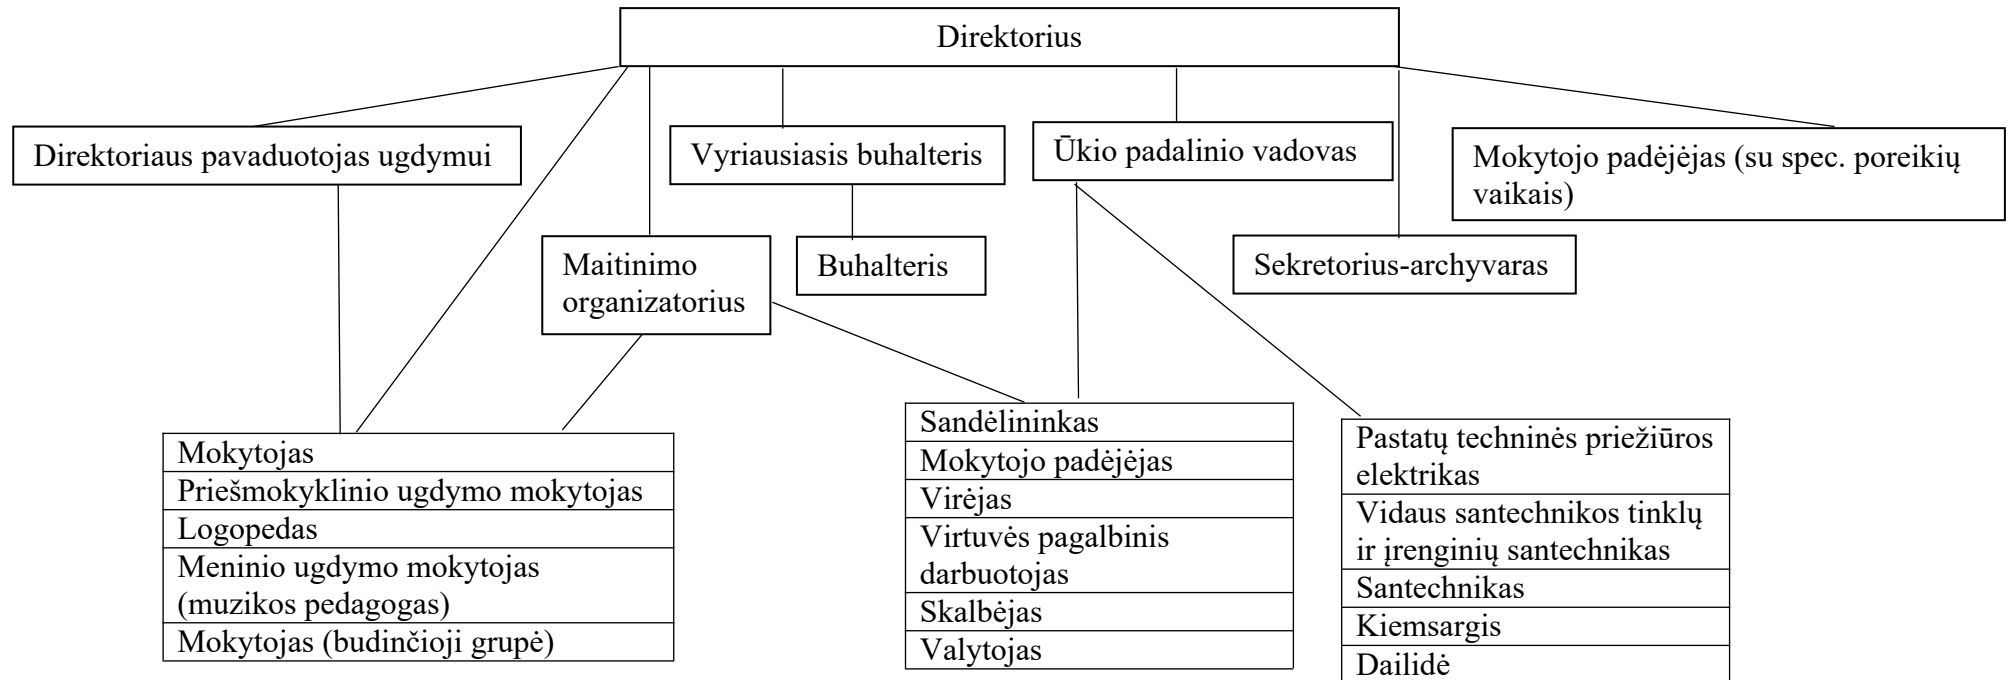 Direktorius
Direktoriaus pavaduotojas ugdymui
Vyriausiasis buhalteris
Ūkio padalinio vadovas
Mokytojo padėjėjas (su spec. poreikių
vaikais)
Maitinimo
organizatorius
Buhalteris
Sekretorius-archyvaras
Mokytojas
Priešmokyklinio ugdymo mokytojas
Logopedas
Meninio ugdymo mokytojas
(muzikos pedagogas)
Mokytojas (budinčioji grupė)
Sandėlininkas
Mokytojo padėjėjas
Virėjas
Virtuvės pagalbinis
darbuotojas
Skalbėjas
Valytojas
Pastatų techninės priežiūros
elektrikas
Vidaus santechnikos tinklų
ir įrenginių santechnikas
Santechnikas
Kiemsargis
Dailidė